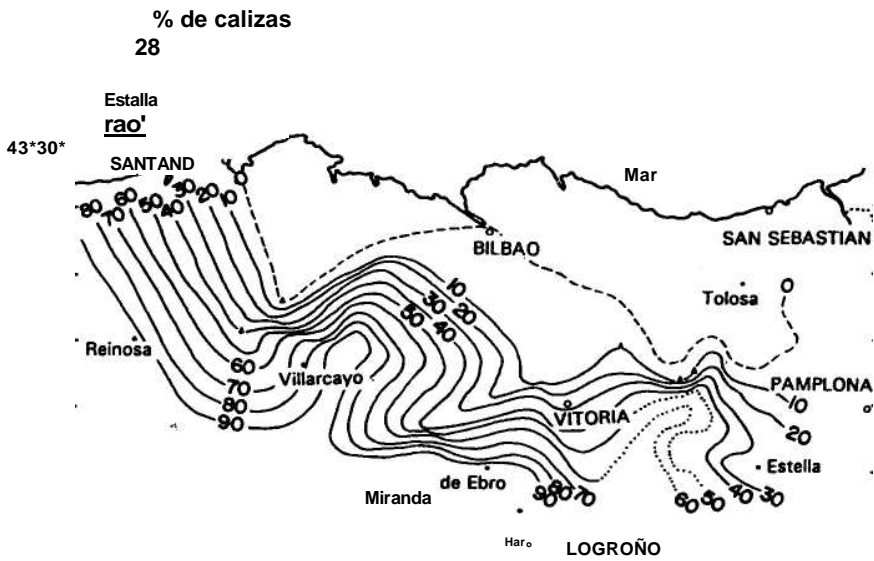 % de calizas
28
Estalla
rao'
43*30*
SANTAND
Mar
80 70 60 50 40 30 20 10 0
BILBAO
SAN SEBASTIAN
10
20
30
40
50
0
Tolosa
Reinosa
60
70
80
90
Villarcayo
VITORIA
PAMPLONA
10
20
Estella
Miranda
de Ebro
90 80 70
60 50 40 30
Har
LOGROÑO